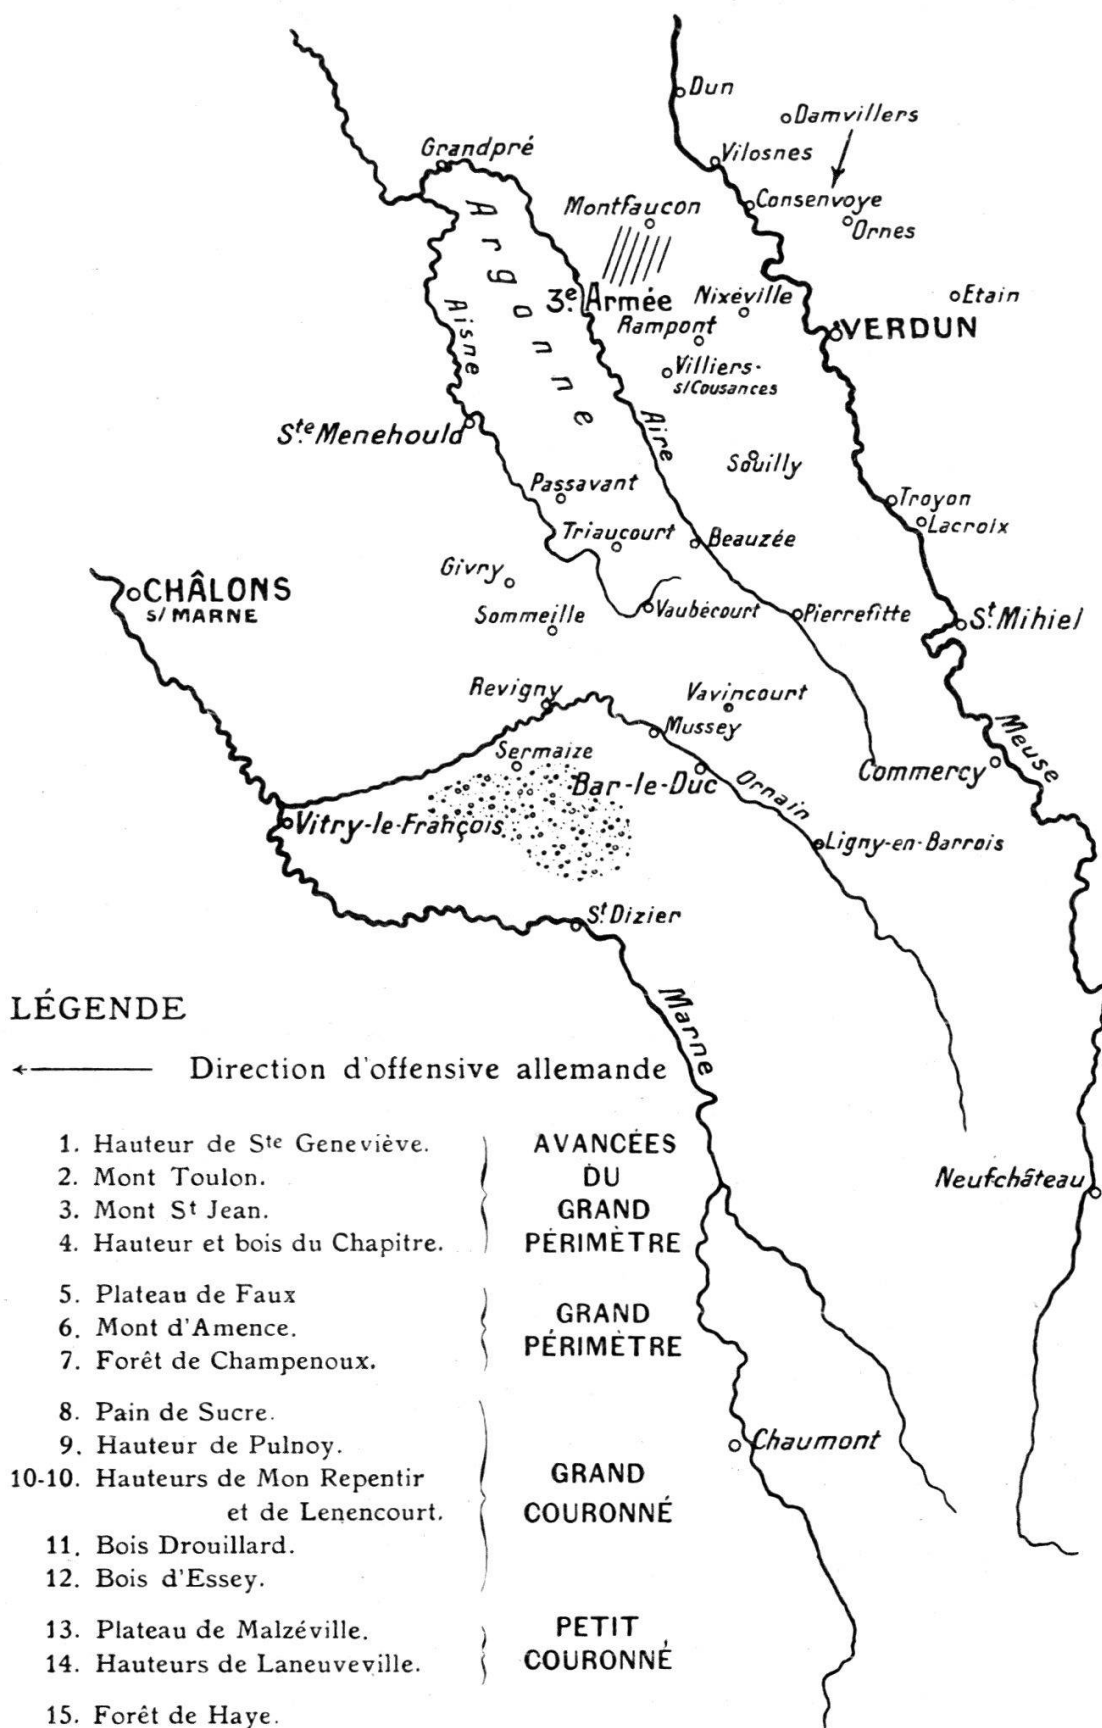 Dun
Damvillers
Vilosnes
Grandpré
Consenvoye
Montfaucon
Ornes
Argonne
3e. Armée
Nixéville
Etain
Aisne
Rampont
VERDUN
Villiers-
s/Cousances
Ste Menehould
Aire
Souilly
Passavant
Troyon
Lacroix
Triaucourt
Beauzée
Givry
CHÂLONS
s/MARNE
Sommeille
Vaubécourt
Pierrefitte
St. Mihiel
Revigny
Vavincourt
Mussey
Meuse
Sermaize
Bar-le-Duc
Ornain
Commercy
Vitry-le-François
Ligny-en-Barrois
St. Dizier
Marne
Neufchâteau
Chaumont
LÉGENDE
Direction d'offensive allemande
1. Hauteur de Ste Geneviève.
2. Mont Toulon.
3. Mont St Jean.
4. Hauteur et bois du Chapitre.
AVANCÉES
DU
GRAND
PÉRIMÈTRE
5. Plateau de Faux
6. Mont d'Amence.
7. Forêt de Champenoux.
GRAND
PÉRIMÈTRE
8. Pain de Sucre.
9. Hauteur de Pulnoy.
10-10. Hauteurs de Mon Repentir
et de Lenencourt.
11. Bois Drouillard.
12. Bois d'Essey.
GRAND
COURONNÉ
13. Plateau de Malzéville.
14. Hauteurs de Laneuveville.
PETIT
COURONNÉ
15. Forêt de Haye.